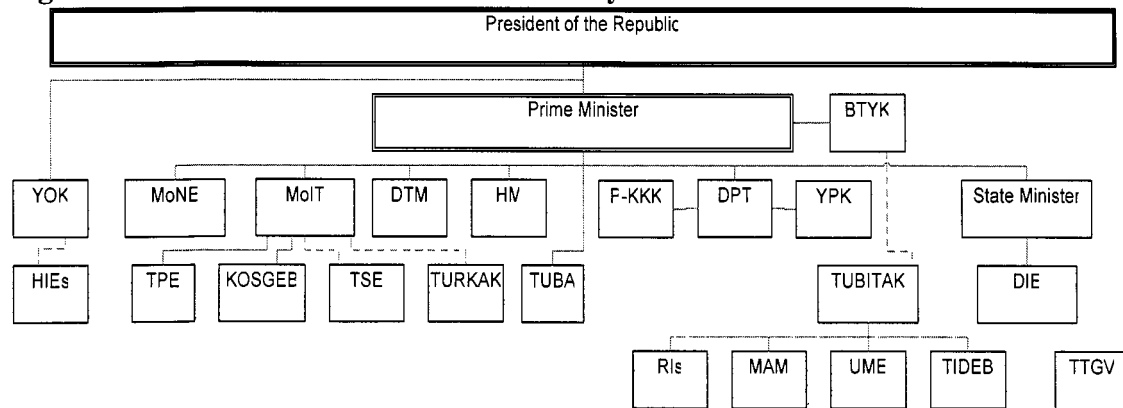 President of the Republic
Prime Minister
BTYK
YOK
MoNE
MoIT
DTM
HM
F-KKK
DPT
YPK
State Minister
HIEs
TPE
KOSGEB
TSE
TURKAK
TUBA
TUBITAK
DIE
RIs
MAM
UME
TIDEB
TTGV